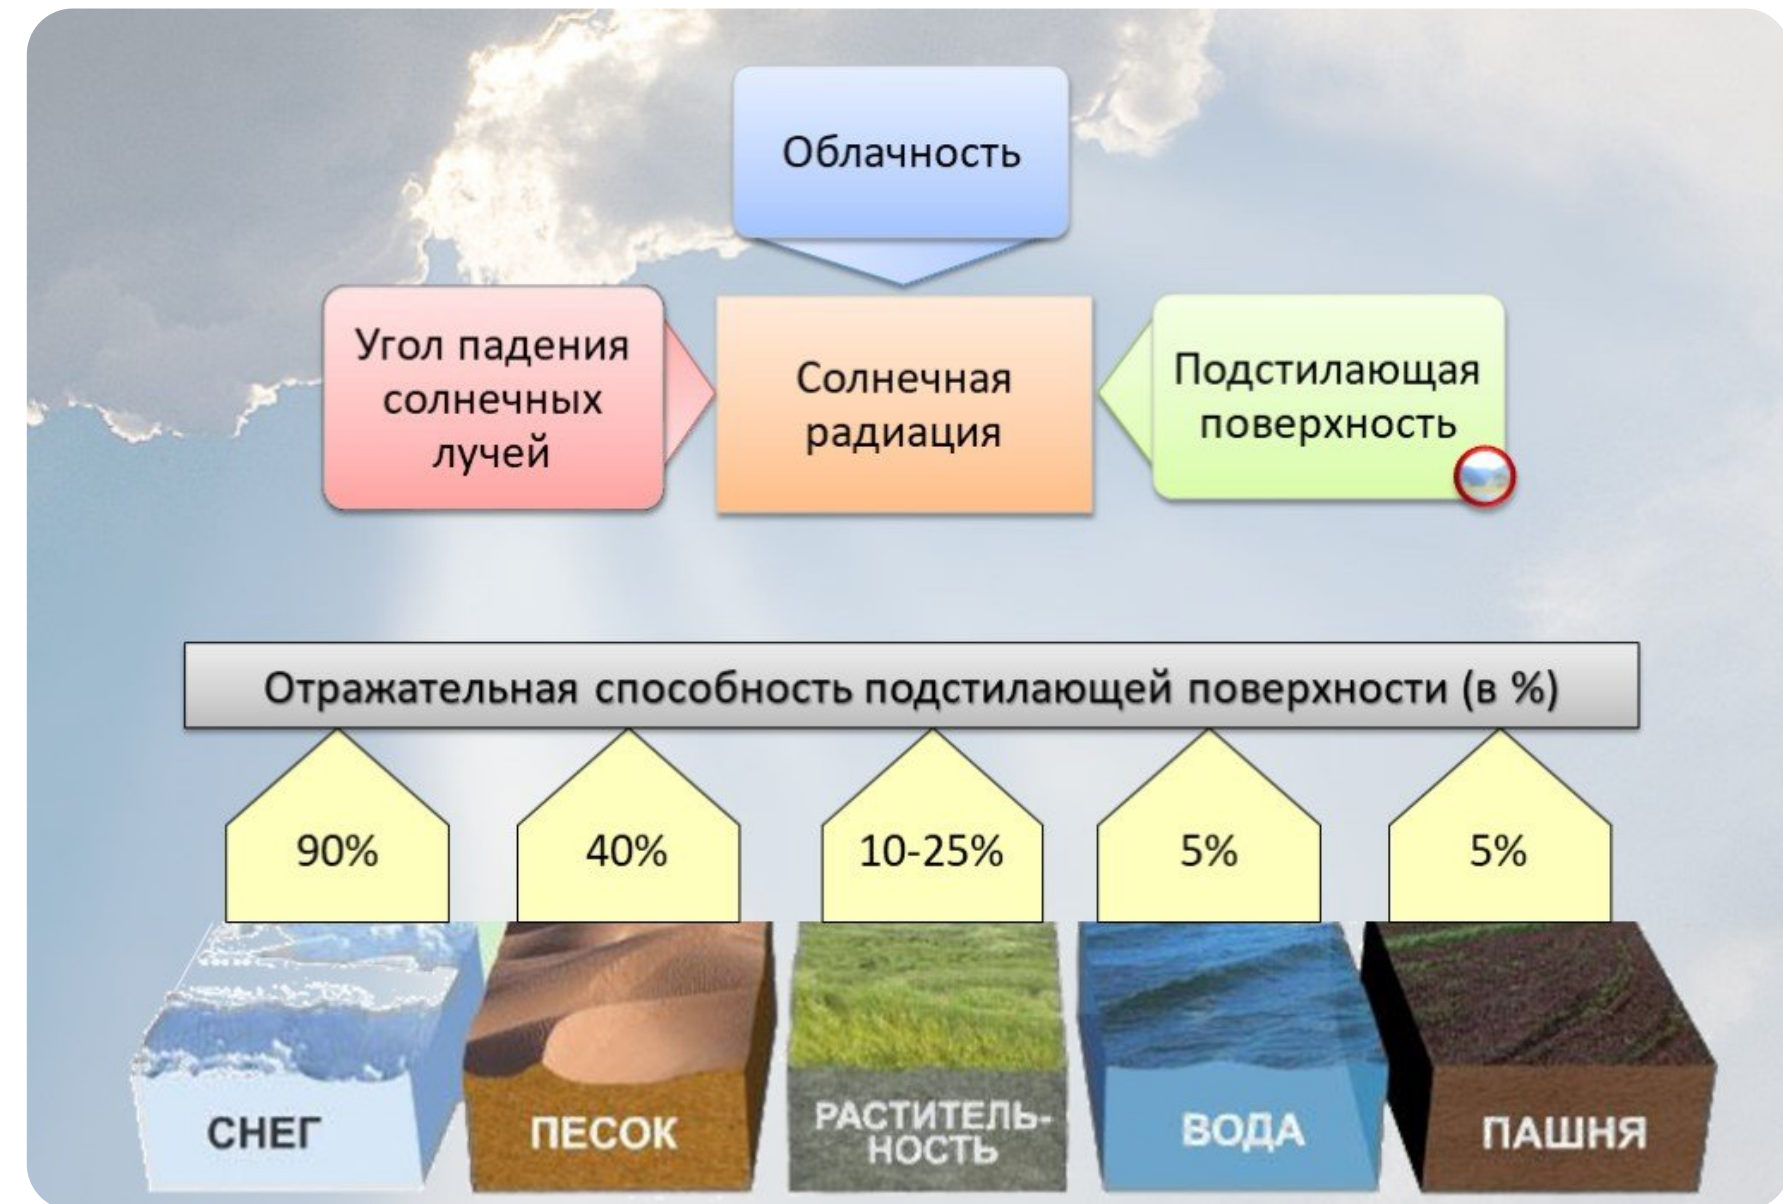 Облачность
Угол падения
солнечных
лучей
Солнечная
радиация
Подстилающая
поверхность
Отражательная способность подстилающей поверхности (в %)
90%
40%
10-25%
5%
5%
СНЕГ
ПЕСОК
РАСТИТЕЛЬ-
НОСТЬ
ВОДА
ПАШНЯ